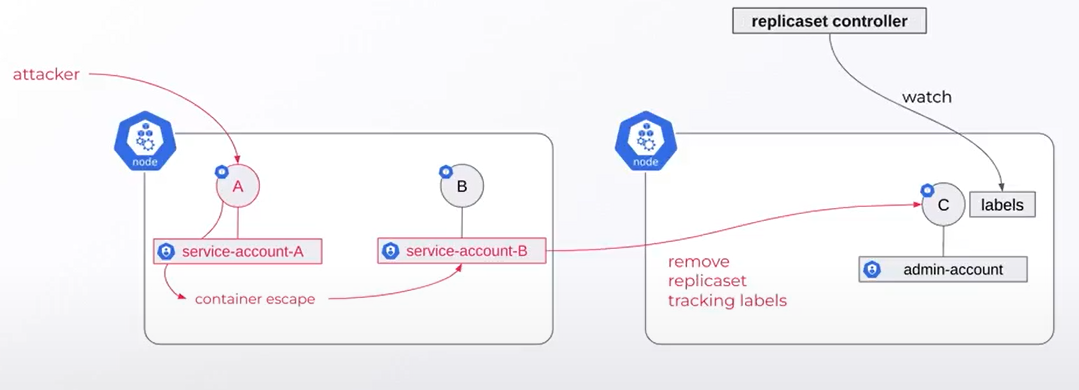 replicaset controller
attacker
watch
node
node
A
B
C
labels
service-account-A
service-account-B
admin-account
remove
replicaset
tracking labels
container escape